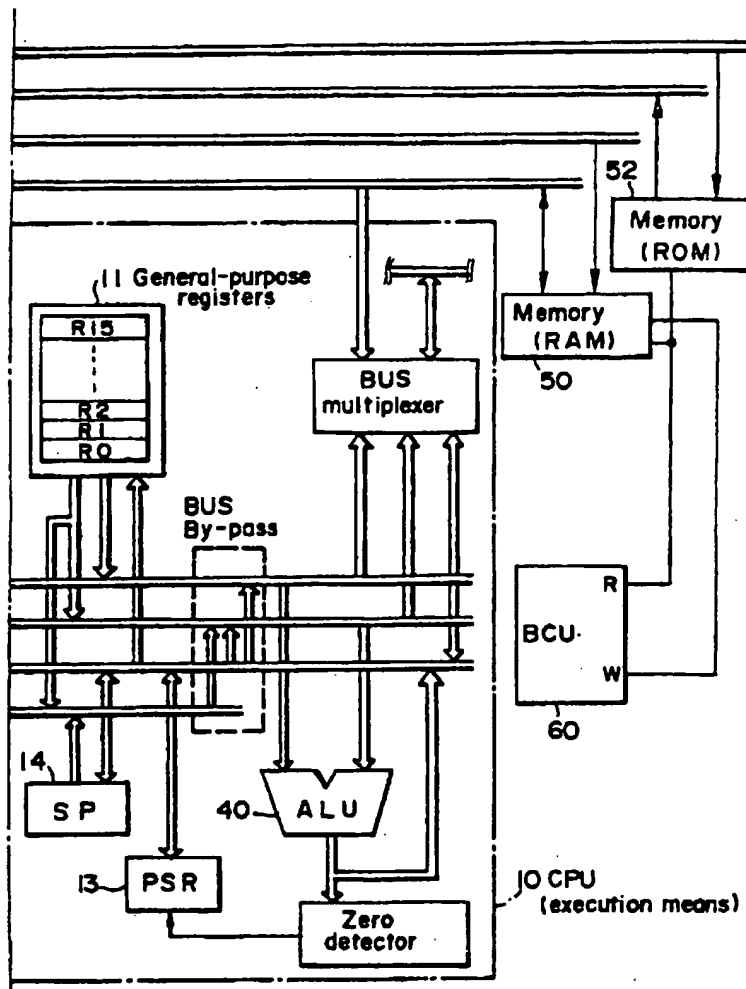 52
Memory
(ROM)
11 General-purpose
registers
R15
R2
R1
R0
Memory
(RAM)
50
BUS
multiplexer
BUS
By-pass
R
BCU
W
60
14
SP
40
ALU
13
PSR
10 CPU
(execution means)
Zero
detector